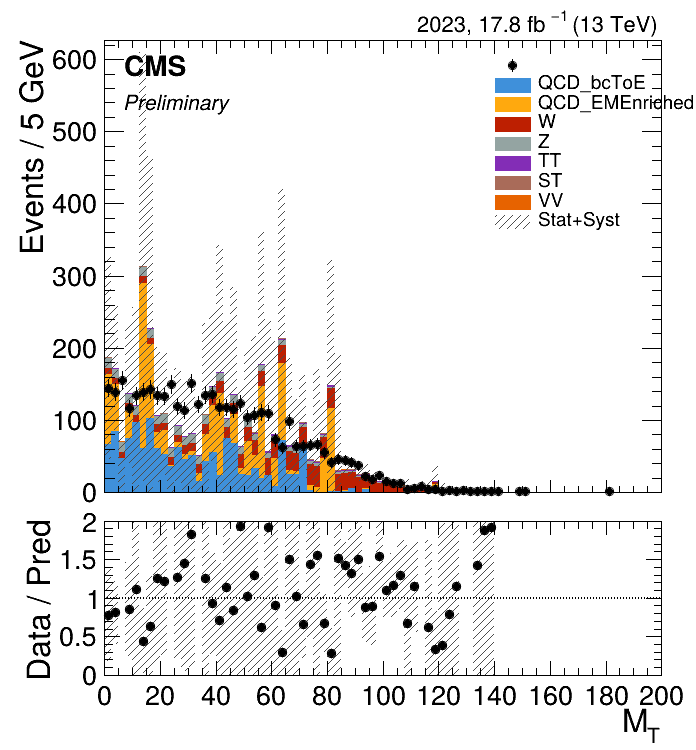 2023, 17.8 fb⁻¹ (13 TeV)
CMS
Preliminary
Events / 5 GeV
600
500
400
300
200
100
0
QCD_bcToE
QCD_EMEnriched
W
Z
TT
ST
VV
Stat+Syst
Data / Pred
2
1.5
1
0.5
0
0 20 40 60 80 100 120 140 160 180 200
M_T